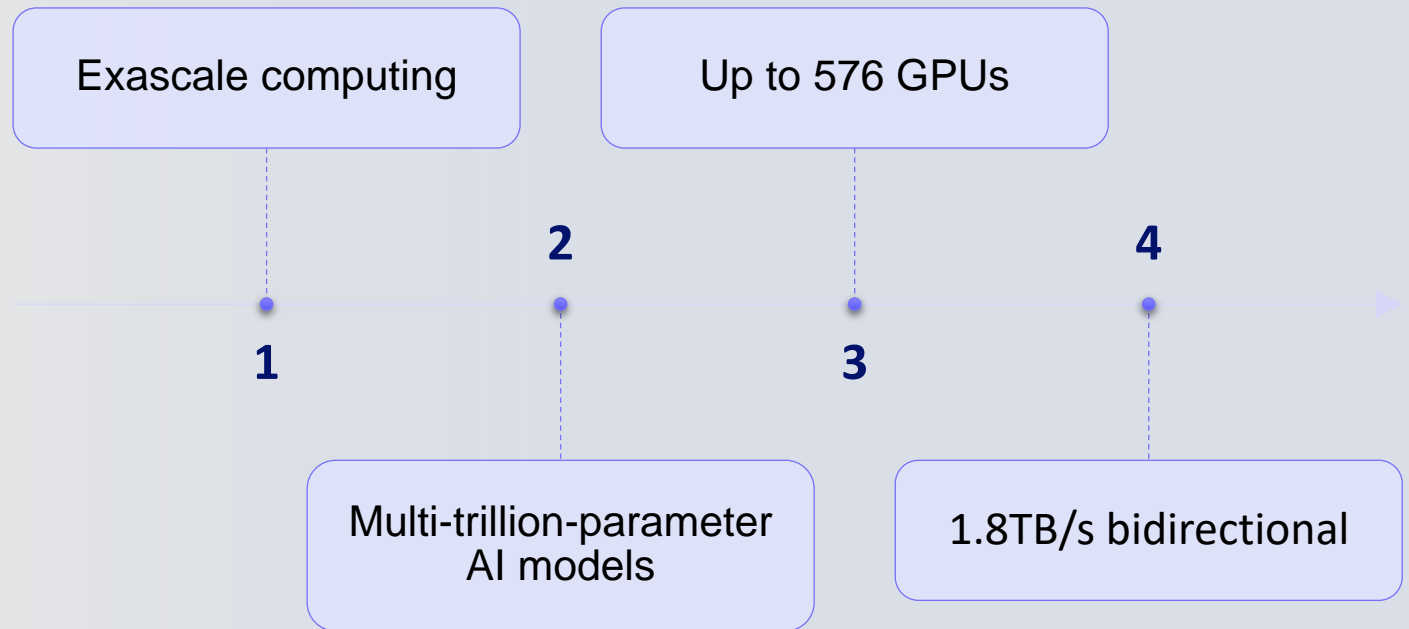 Exascale computing
Up to 576 GPUs
2
4
1
3
Multi-trillion-parameter
AI models
1.8TB/s bidirectional